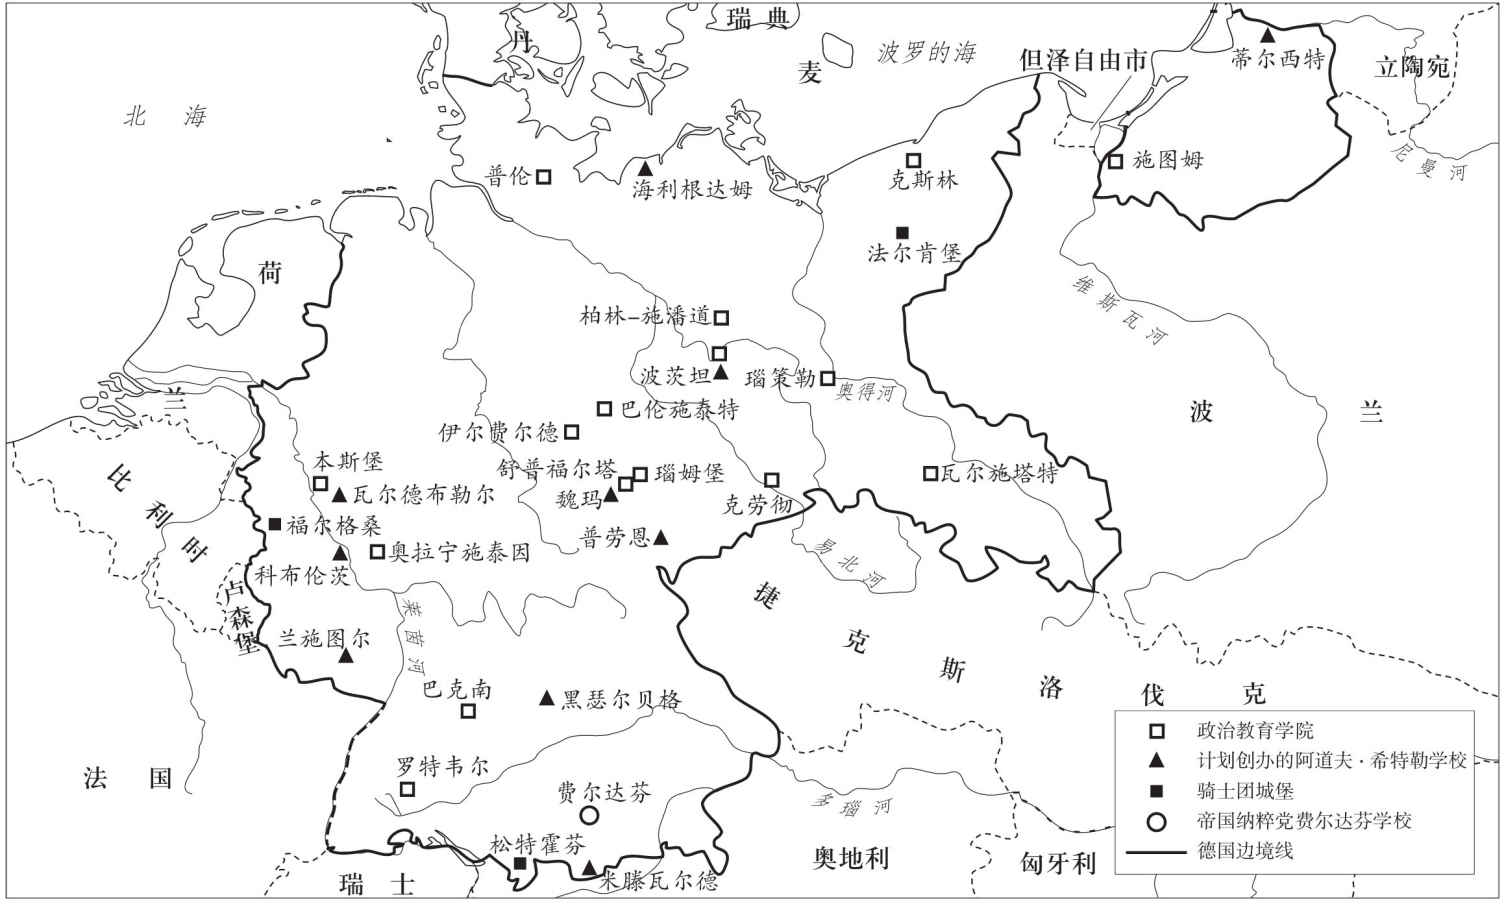 瑞典
丹
麦
波罗的海
但泽自由市
蒂尔西特
立陶宛
北海
尼曼河
施图姆
普伦
海利根达姆
克斯林
法尔肯堡
荷
维斯瓦河
柏林-施潘道
波茨坦
瑙策勒
奥得河
兰
波兰
巴伦施泰特
伊尔费尔德
本斯堡
舒普福尔塔
瑙姆堡
瓦尔施塔特
瓦尔德布勒尔
魏玛
克劳彻
比利时
福尔格桑
普劳恩
奥拉宁施泰因
易北河
科布伦茨
卢森堡
莱茵河
捷克斯洛伐克
兰施图尔
巴克南
黑瑟尔贝格
法国
罗特韦尔
费尔达芬
多瑙河
松特霍芬
米滕瓦尔德
瑞士
奥地利
匈牙利
政治教育学院
计划创办的阿道夫·希特勒学校
骑士团城堡
帝国纳粹党费尔达芬学校
德国边境线